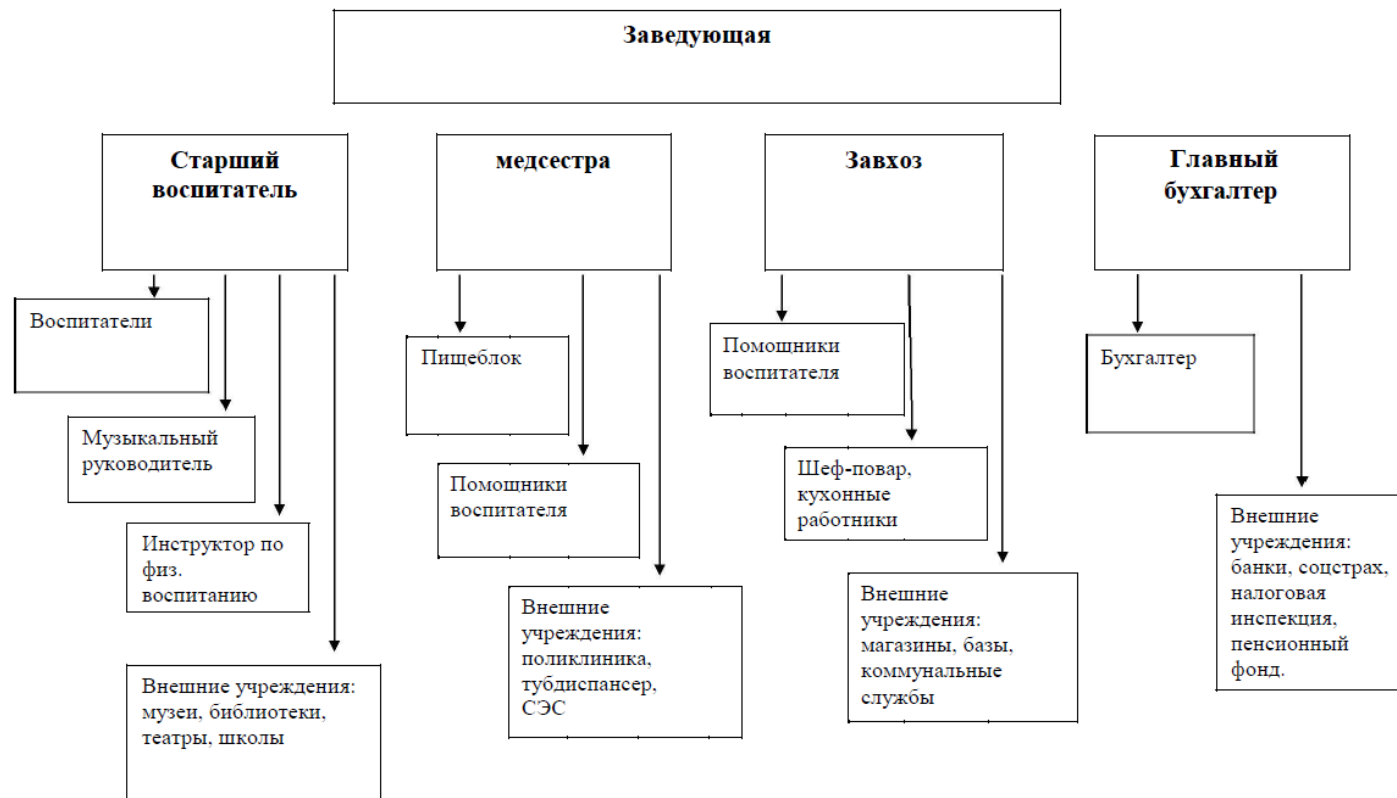 Заведующая
Старший
воспитатель
медсестра
Завхоз
Главный
бухгалтер
Воспитатели
Музыкальный
руководитель
Инструктор по
физ.
воспитанию
Внешние учреждения:
музеи, библиотеки,
театры, школы
Пищеблок
Помощники
воспитателя
Внешние
учреждения:
поликлиника,
тубдиспансер,
СЭС
Помощники
воспитателя
Шеф-повар,
кухонные
работники
Внешние
учреждения:
магазины, базы,
коммунальные
службы
Бухгалтер
Внешние
учреждения:
банки, соцстрах,
налоговая
инспекция,
пенсионный
фонд.